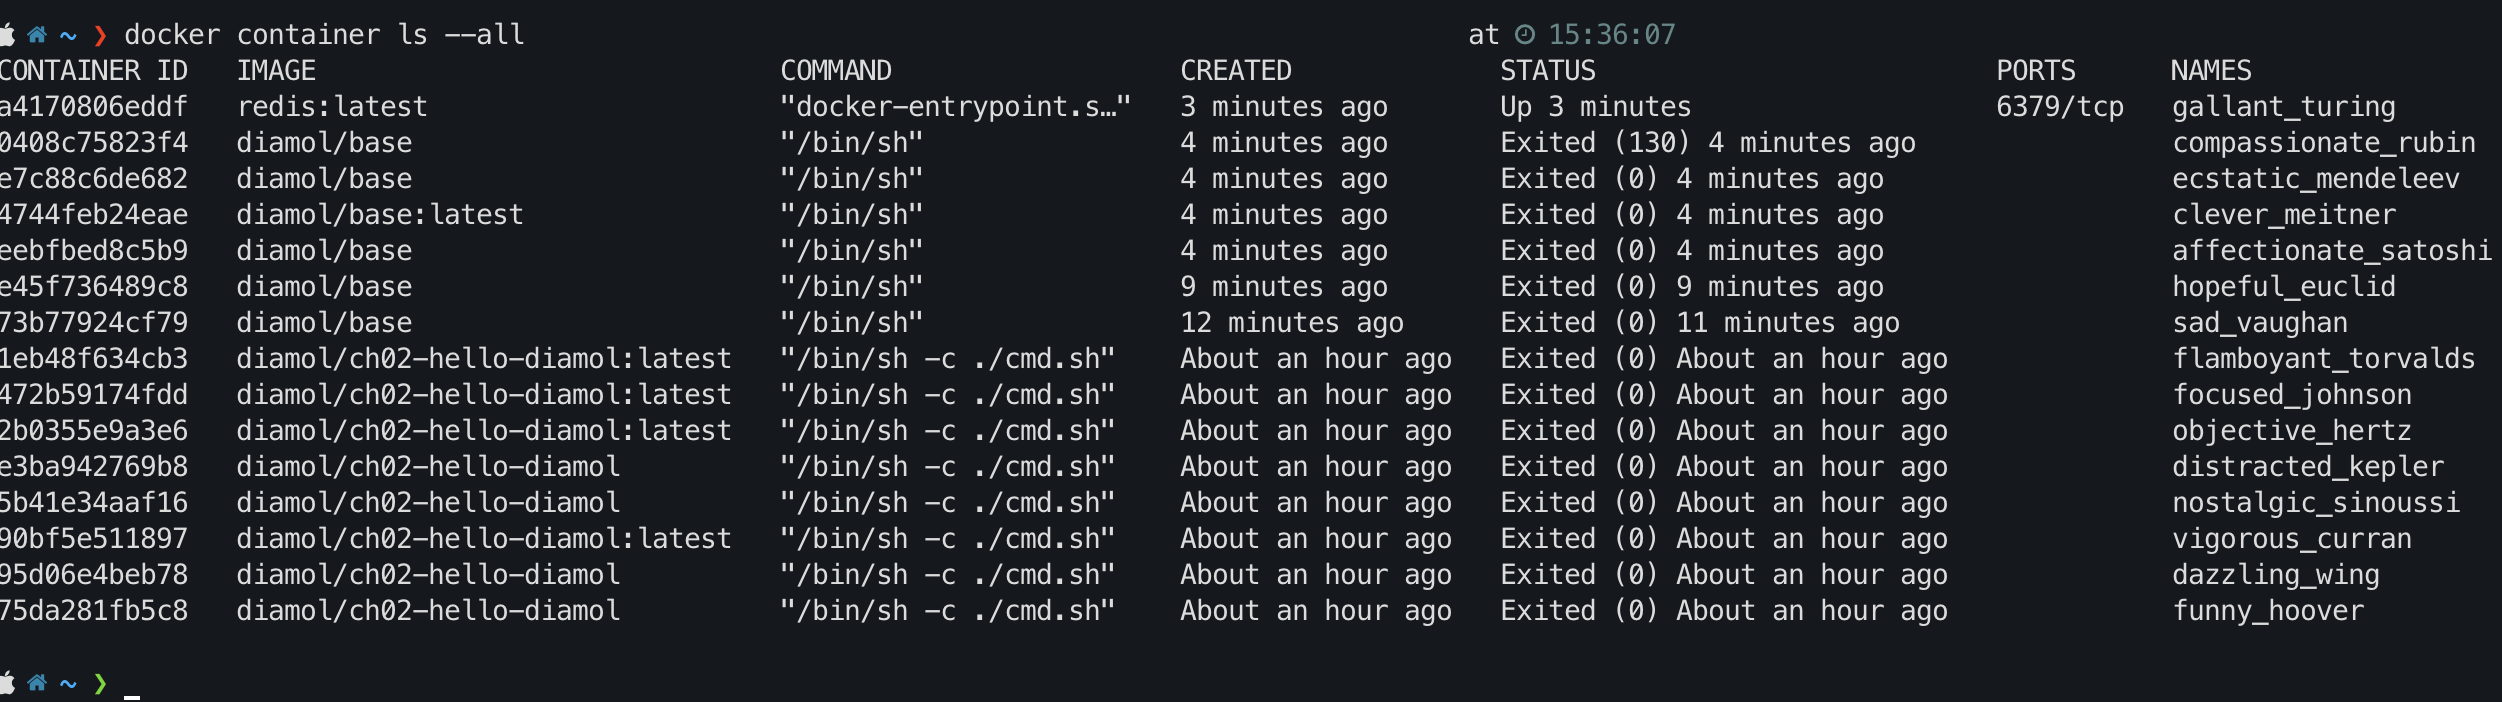 ~ ❯ docker container ls --all at 15:36:07
CONTAINER ID IMAGE COMMAND CREATED STATUS PORTS NAMES
a4170806eddf redis:latest "docker-entrypoint.s…" 3 minutes ago Up 3 minutes 6379/tcp gallant_turing
0408c75823f4 diamol/base "/bin/sh" 4 minutes ago Exited (130) 4 minutes ago compassionate_rubin
e7c88c6de682 diamol/base "/bin/sh" 4 minutes ago Exited (0) 4 minutes ago ecstatic_mendeleev
4744feb24eae diamol/base:latest "/bin/sh" 4 minutes ago Exited (0) 4 minutes ago clever_meitner
eebfbed8c5b9 diamol/base "/bin/sh" 4 minutes ago Exited (0) 4 minutes ago affectionate_satoshi
e45f736489c8 diamol/base "/bin/sh" 9 minutes ago Exited (0) 9 minutes ago hopeful_euclid
73b77924cf79 diamol/base "/bin/sh" 12 minutes ago Exited (0) 11 minutes ago sad_vaughan
1eb48f634cb3 diamol/ch02-hello-diamol:latest "/bin/sh -c ./cmd.sh" About an hour ago Exited (0) About an hour ago flamboyant_torvalds
472b59174fdd diamol/ch02-hello-diamol:latest "/bin/sh -c ./cmd.sh" About an hour ago Exited (0) About an hour ago focused_johnson
2b0355e9a3e6 diamol/ch02-hello-diamol:latest "/bin/sh -c ./cmd.sh" About an hour ago Exited (0) About an hour ago objective_hertz
e3ba942769b8 diamol/ch02-hello-diamol "/bin/sh -c ./cmd.sh" About an hour ago Exited (0) About an hour ago distracted_kepler
5b41e34aaf16 diamol/ch02-hello-diamol "/bin/sh -c ./cmd.sh" About an hour ago Exited (0) About an hour ago nostalgic_sinoussi
90bf5e511897 diamol/ch02-hello-diamol:latest "/bin/sh -c ./cmd.sh" About an hour ago Exited (0) About an hour ago vigorous_curran
95d06e4beb78 diamol/ch02-hello-diamol "/bin/sh -c ./cmd.sh" About an hour ago Exited (0) About an hour ago dazzling_wing
75da281fb5c8 diamol/ch02-hello-diamol "/bin/sh -c ./cmd.sh" About an hour ago Exited (0) About an hour ago funny_hoover
~ ❯